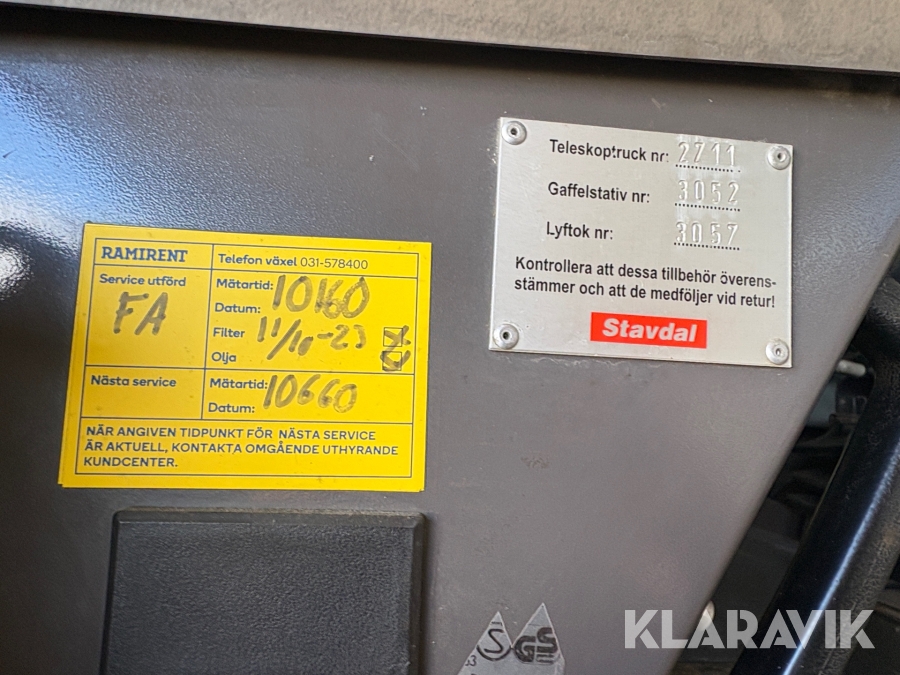 RAMIRENT
Telefon växel 031-578400
Service utförd
FA
Mätartid: 10160
Datum: 11/10-23
Filter
Olja
Nästa service
Mätartid: 10660
Datum:
NÄR ANGIVEN TIDPUNKT FÖR NÄSTA SERVICE
ÄR AKTUELL, KONTAKTA OMGÅENDE UTHYRANDE
KUNDCENTER.
Teleskoptruck nr: 2711
Gaffelstativ nr: 3052
Lyftok nr: 3057
Kontrollera att dessa tillbehör överens-
stämmer och att de medföljer vid retur!
Stavdal
S GS
KLARAVIK